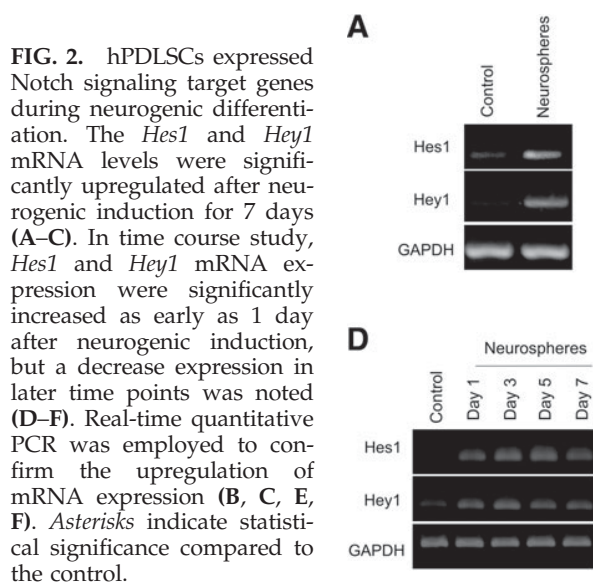 FIG. 2. hPDLSCs expressed
Notch signaling target genes
during neurogenic differenti-
ation. The Hes1 and Hey1
mRNA levels were signifi-
cantly upregulated after neu-
rogenic induction for 7 days
(A–C). In time course study,
Hes1 and Hey1 mRNA ex-
pression were significantly
increased as early as 1 day
after neurogenic induction,
but a decrease expression in
later time points was noted
(D–F). Real-time quantitative
PCR was employed to con-
firm the upregulation of
mRNA expression (B, C, E,
F). Asterisks indicate statisti-
cal significance compared to
the control.
A
Control
Neurospheres
Hes1
Hey1
GAPDH
D
Neurospheres
Control
Day 1
Day 3
Day 5
Day 7
Hes1
Hey1
GAPDH